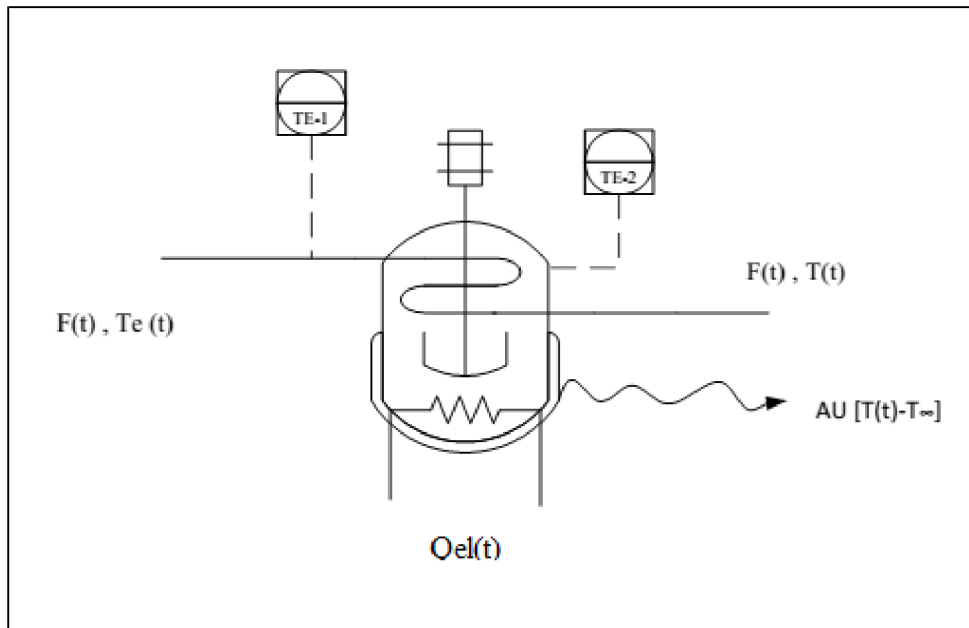 TE-1
TE-2
F(t) , T(t)
F(t) , Te (t)
AU [T(t)-T∞]
Qel(t)